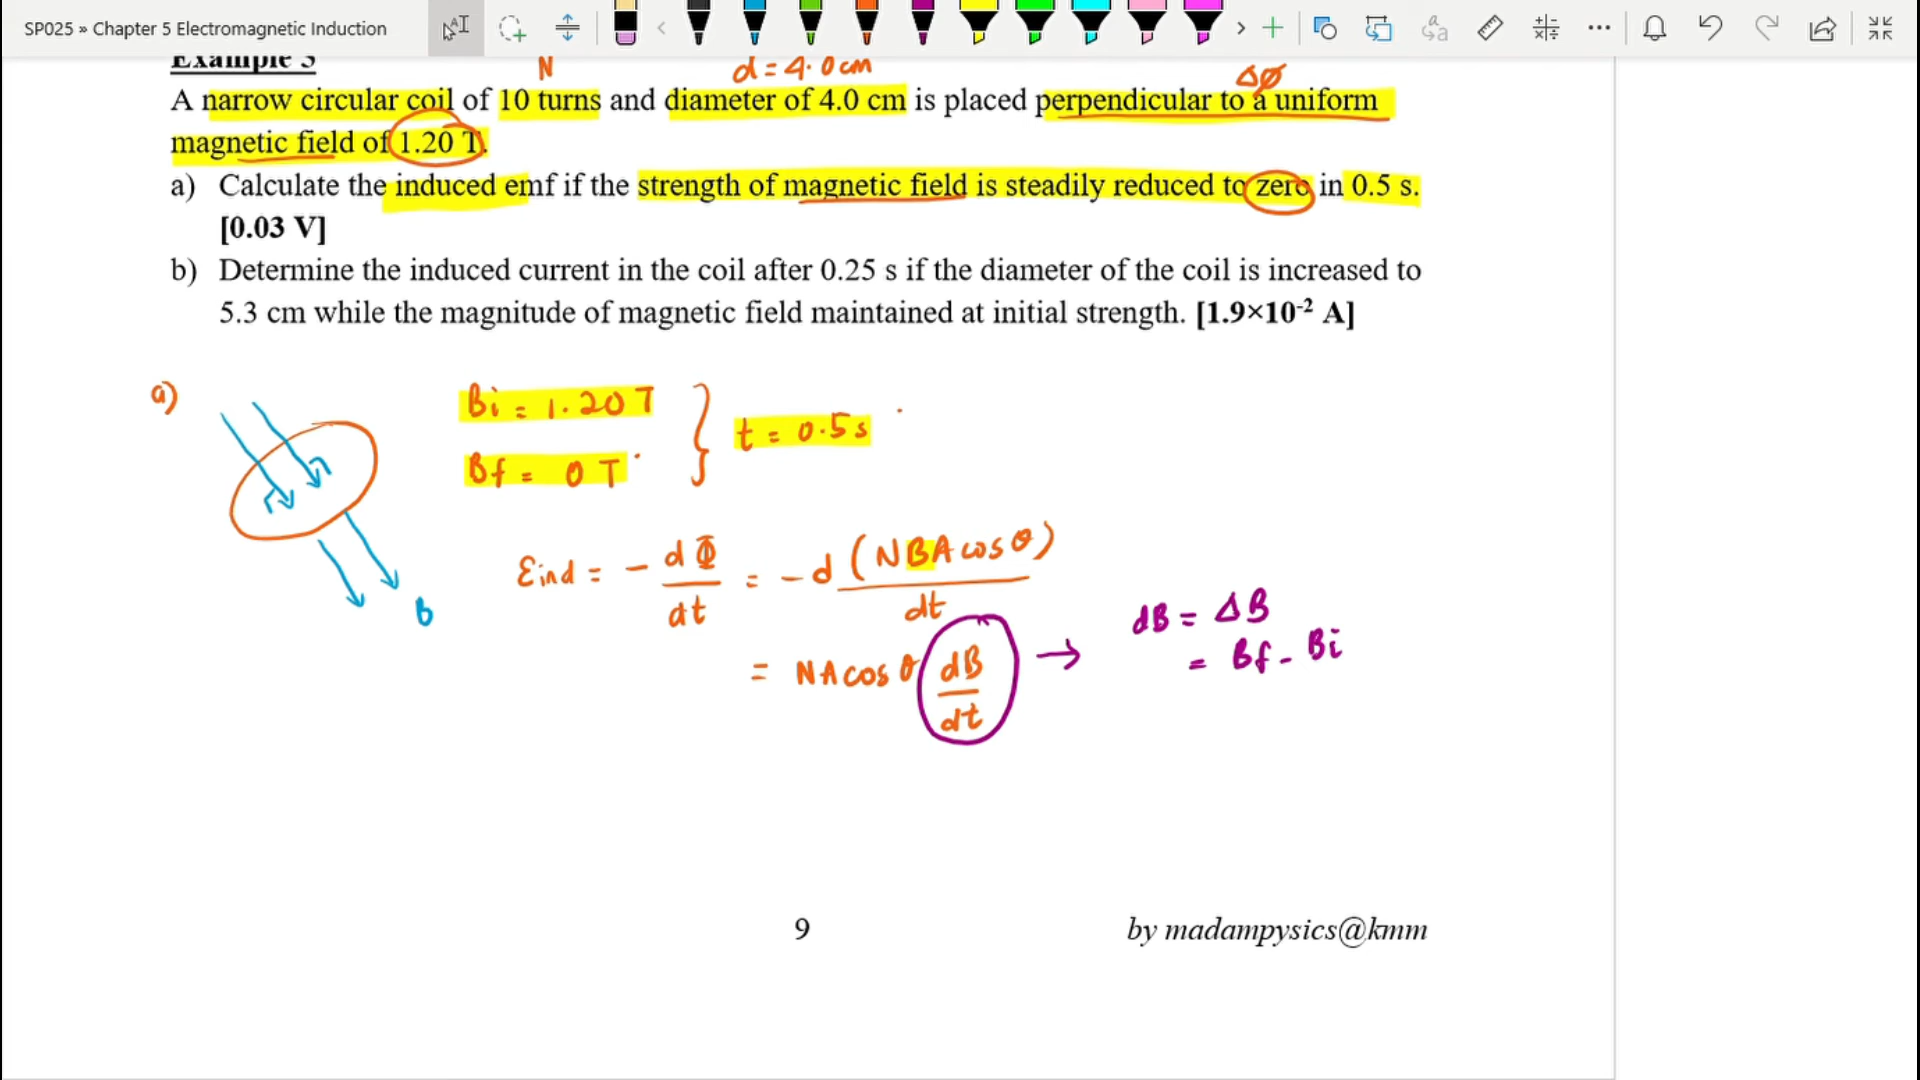 SP025 » Chapter 5 Electromagnetic Induction
Example 5
N
d = 4.0 cm
Δϕ
A narrow circular coil of 10 turns and diameter of 4.0 cm is placed perpendicular to a uniform
magnetic field of 1.20 T.
a) Calculate the induced emf if the strength of magnetic field is steadily reduced to zero in 0.5 s.
[0.03 V]
b) Determine the induced current in the coil after 0.25 s if the diameter of the coil is increased to
5.3 cm while the magnitude of magnetic field maintained at initial strength. [1.9×10⁻² A]
a)
Bi = 1.20 T
t = 0.5 s
Bf = 0 T
B
εind = - dΦ/dt = - d(NBA cos θ)/dt
= NA cos θ dB/dt → dB = ΔB
= Bf - Bi
9
by madampysics@kmm